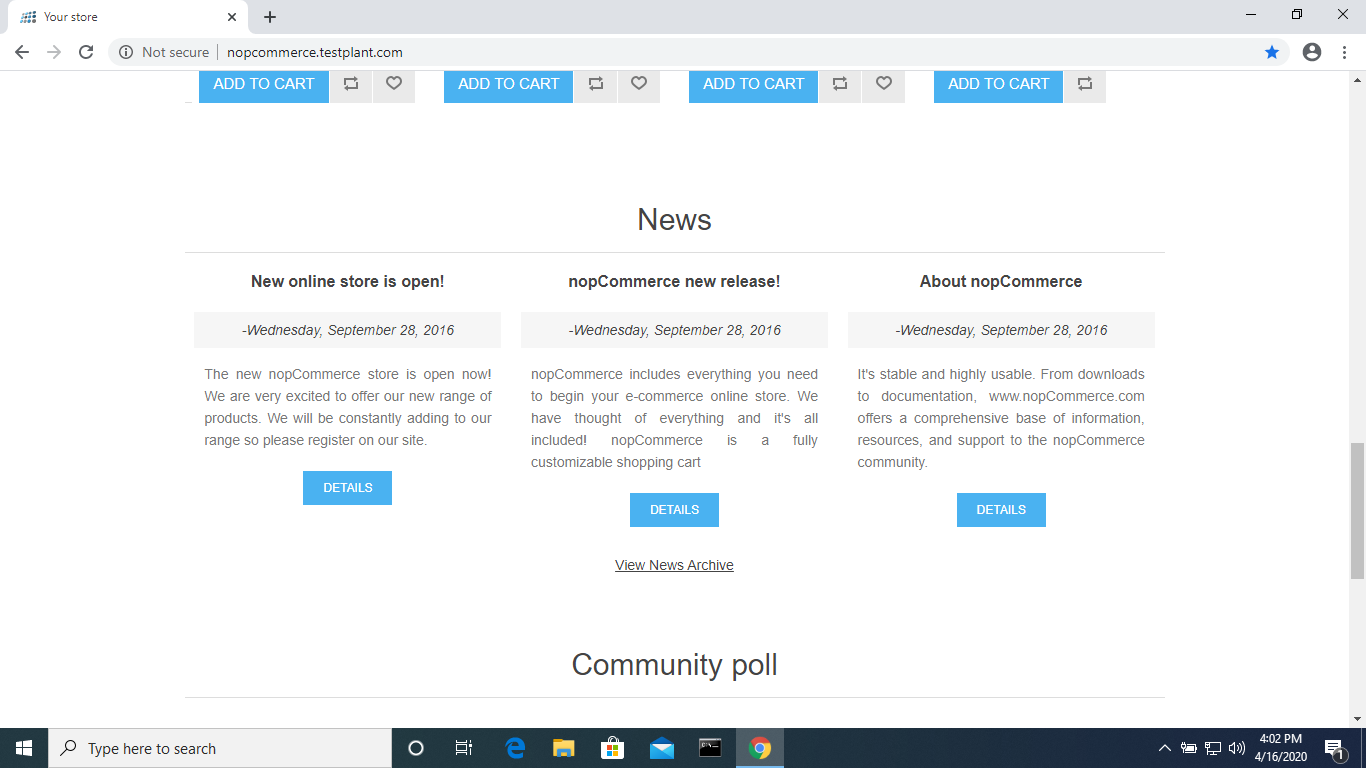 Your store
Not secure
nopcommerce.testplant.com
ADD TO CART
ADD TO CART
ADD TO CART
ADD TO CART
News
New online store is open!
-Wednesday, September 28, 2016
The new nopCommerce store is open now!
We are very excited to offer our new range of
products. We will be constantly adding to our
range so please register on our site.
DETAILS
nopCommerce new release!
-Wednesday, September 28, 2016
nopCommerce includes everything you need
to begin your e-commerce online store. We
have thought of everything and it's all
included! nopCommerce is a fully
customizable shopping cart
DETAILS
About nopCommerce
-Wednesday, September 28, 2016
It's stable and highly usable. From downloads
to documentation, www.nopCommerce.com
offers a comprehensive base of information,
resources, and support to the nopCommerce
community.
DETAILS
View News Archive
Community poll
Type here to search
4:02 PM
4/16/2020
1